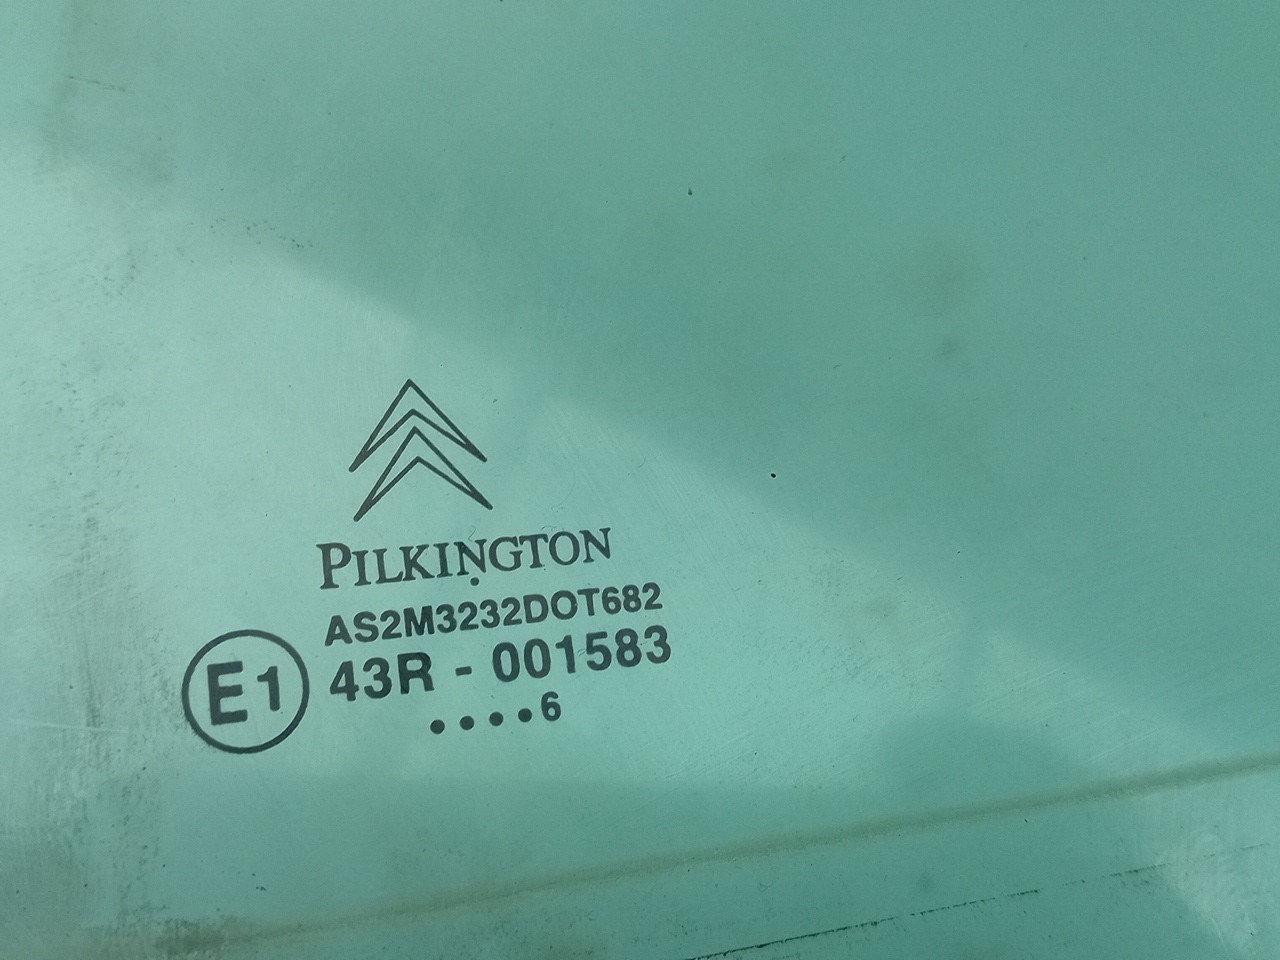 PILKINGTON
AS2M3232DOT682
E1
43R - 001583
....6